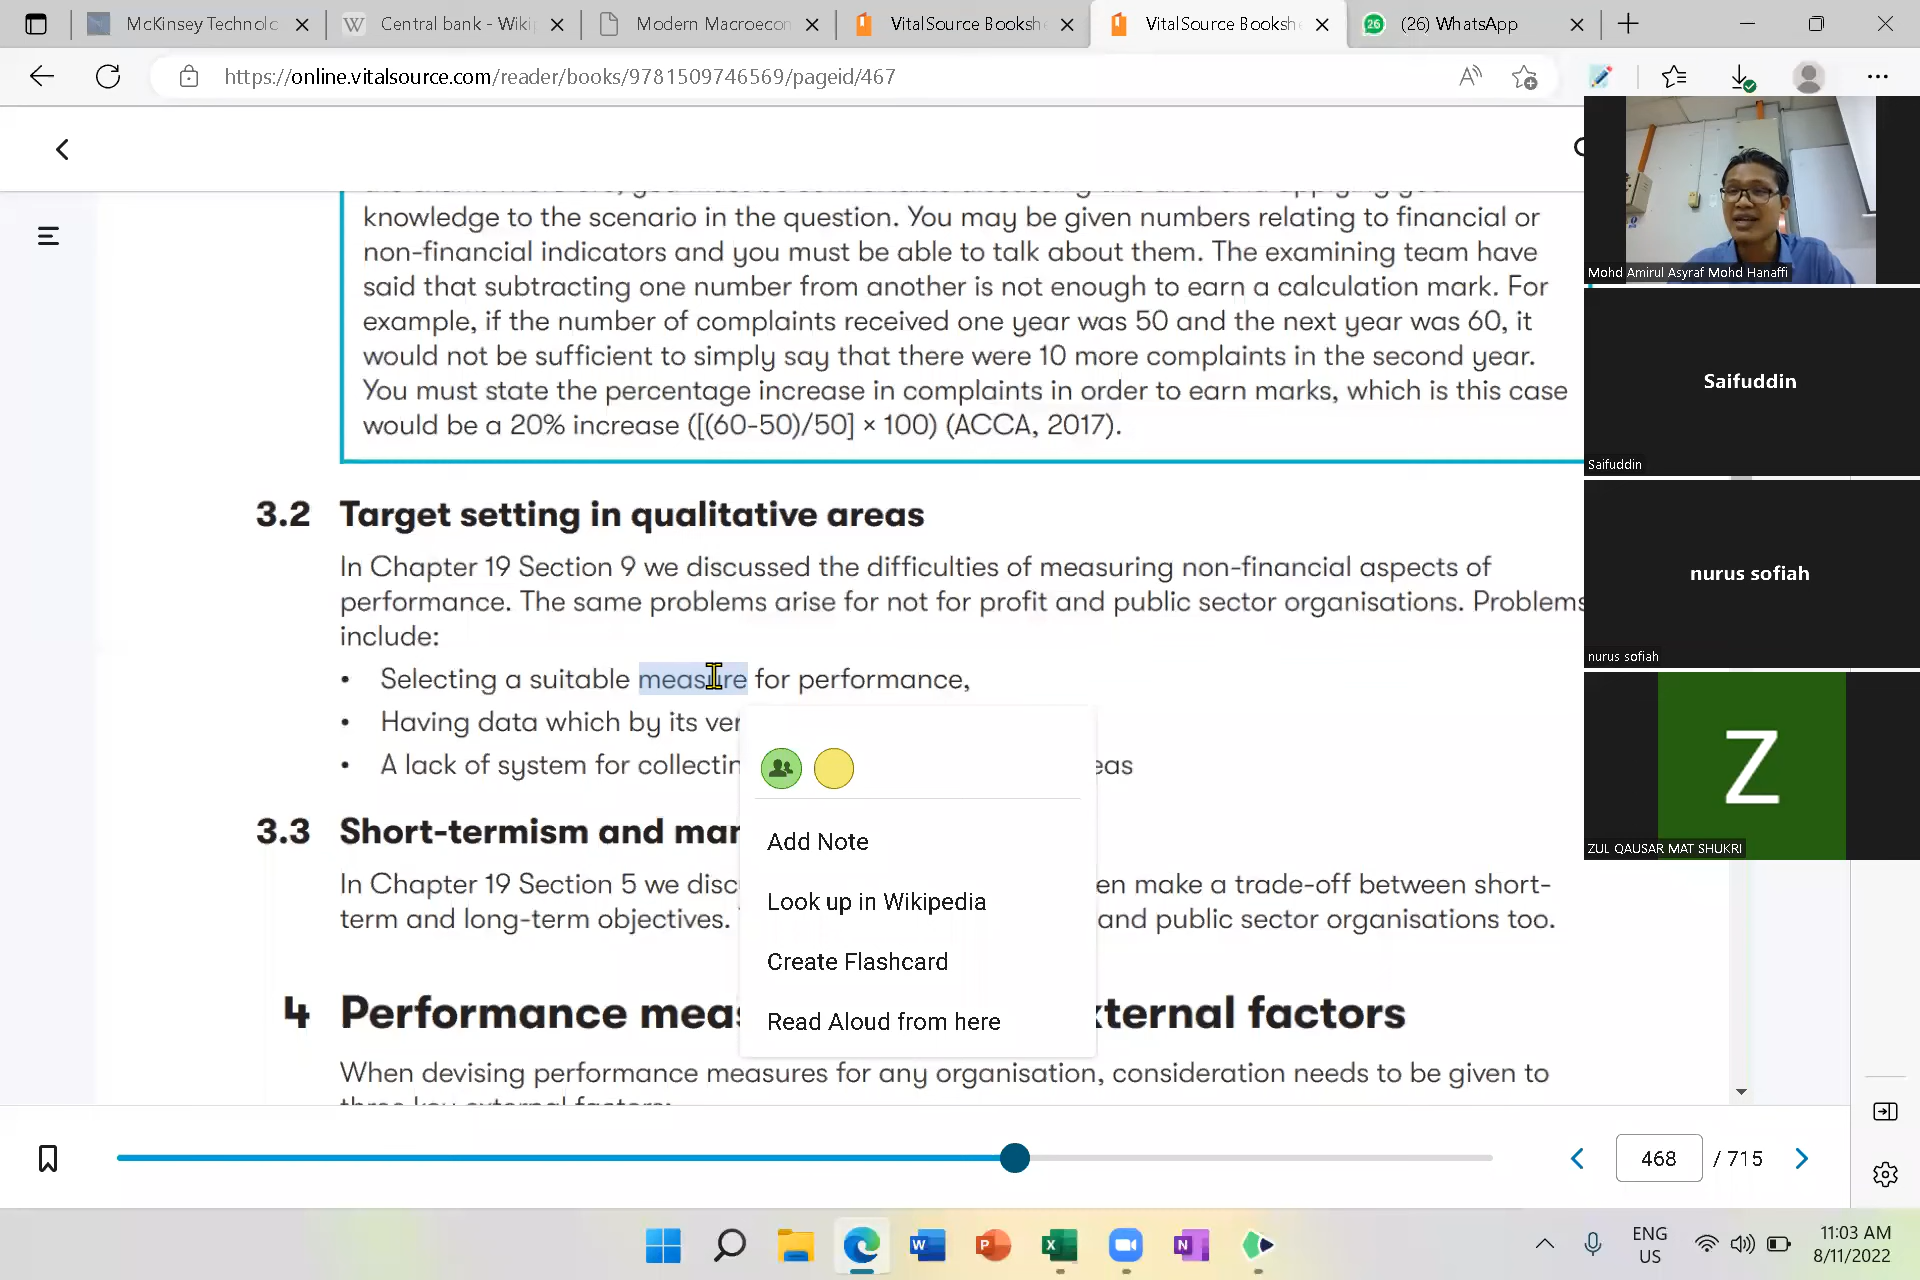 McKinsey Technolo
Central bank - Wiki
Modern Macroecon
VitalSource Bookshe
VitalSource Bookshe
26
(26) WhatsApp
https://online.vitalsource.com/reader/books/9781509746569/pageid/467
knowledge to the scenario in the question. You may be given numbers relating to financial or
non-financial indicators and you must be able to talk about them. The examining team have
said that subtracting one number from another is not enough to earn a calculation mark. For
example, if the number of complaints received one year was 50 and the next year was 60, it
would not be sufficient to simply say that there were 10 more complaints in the second year.
You must state the percentage increase in complaints in order to earn marks, which is this case
would be a 20% increase ([(60-50)/50] × 100) (ACCA, 2017).
3.2 Target setting in qualitative areas
In Chapter 19 Section 9 we discussed the difficulties of measuring non-financial aspects of
performance. The same problems arise for not for profit and public sector organisations. Problems
include:
• Selecting a suitable measure for performance,
• Having data which by its ver
• A lack of system for collectin eas
3.3 Short-termism and mar
In Chapter 19 Section 5 we disc en make a trade-off between short-
term and long-term objectives. and public sector organisations too.
4 Performance meas xternal factors
When devising performance measures for any organisation, consideration needs to be given to
three key external factors:
Add Note
Look up in Wikipedia
Create Flashcard
Read Aloud from here
Mohd Amirul Asyraf Mohd Hanaffi
Saifuddin
Saifuddin
nurus sofiah
nurus sofiah
Z
ZUL QAUSAR MAT SHUKRI
468 / 715
ENG
US
11:03 AM
8/11/2022